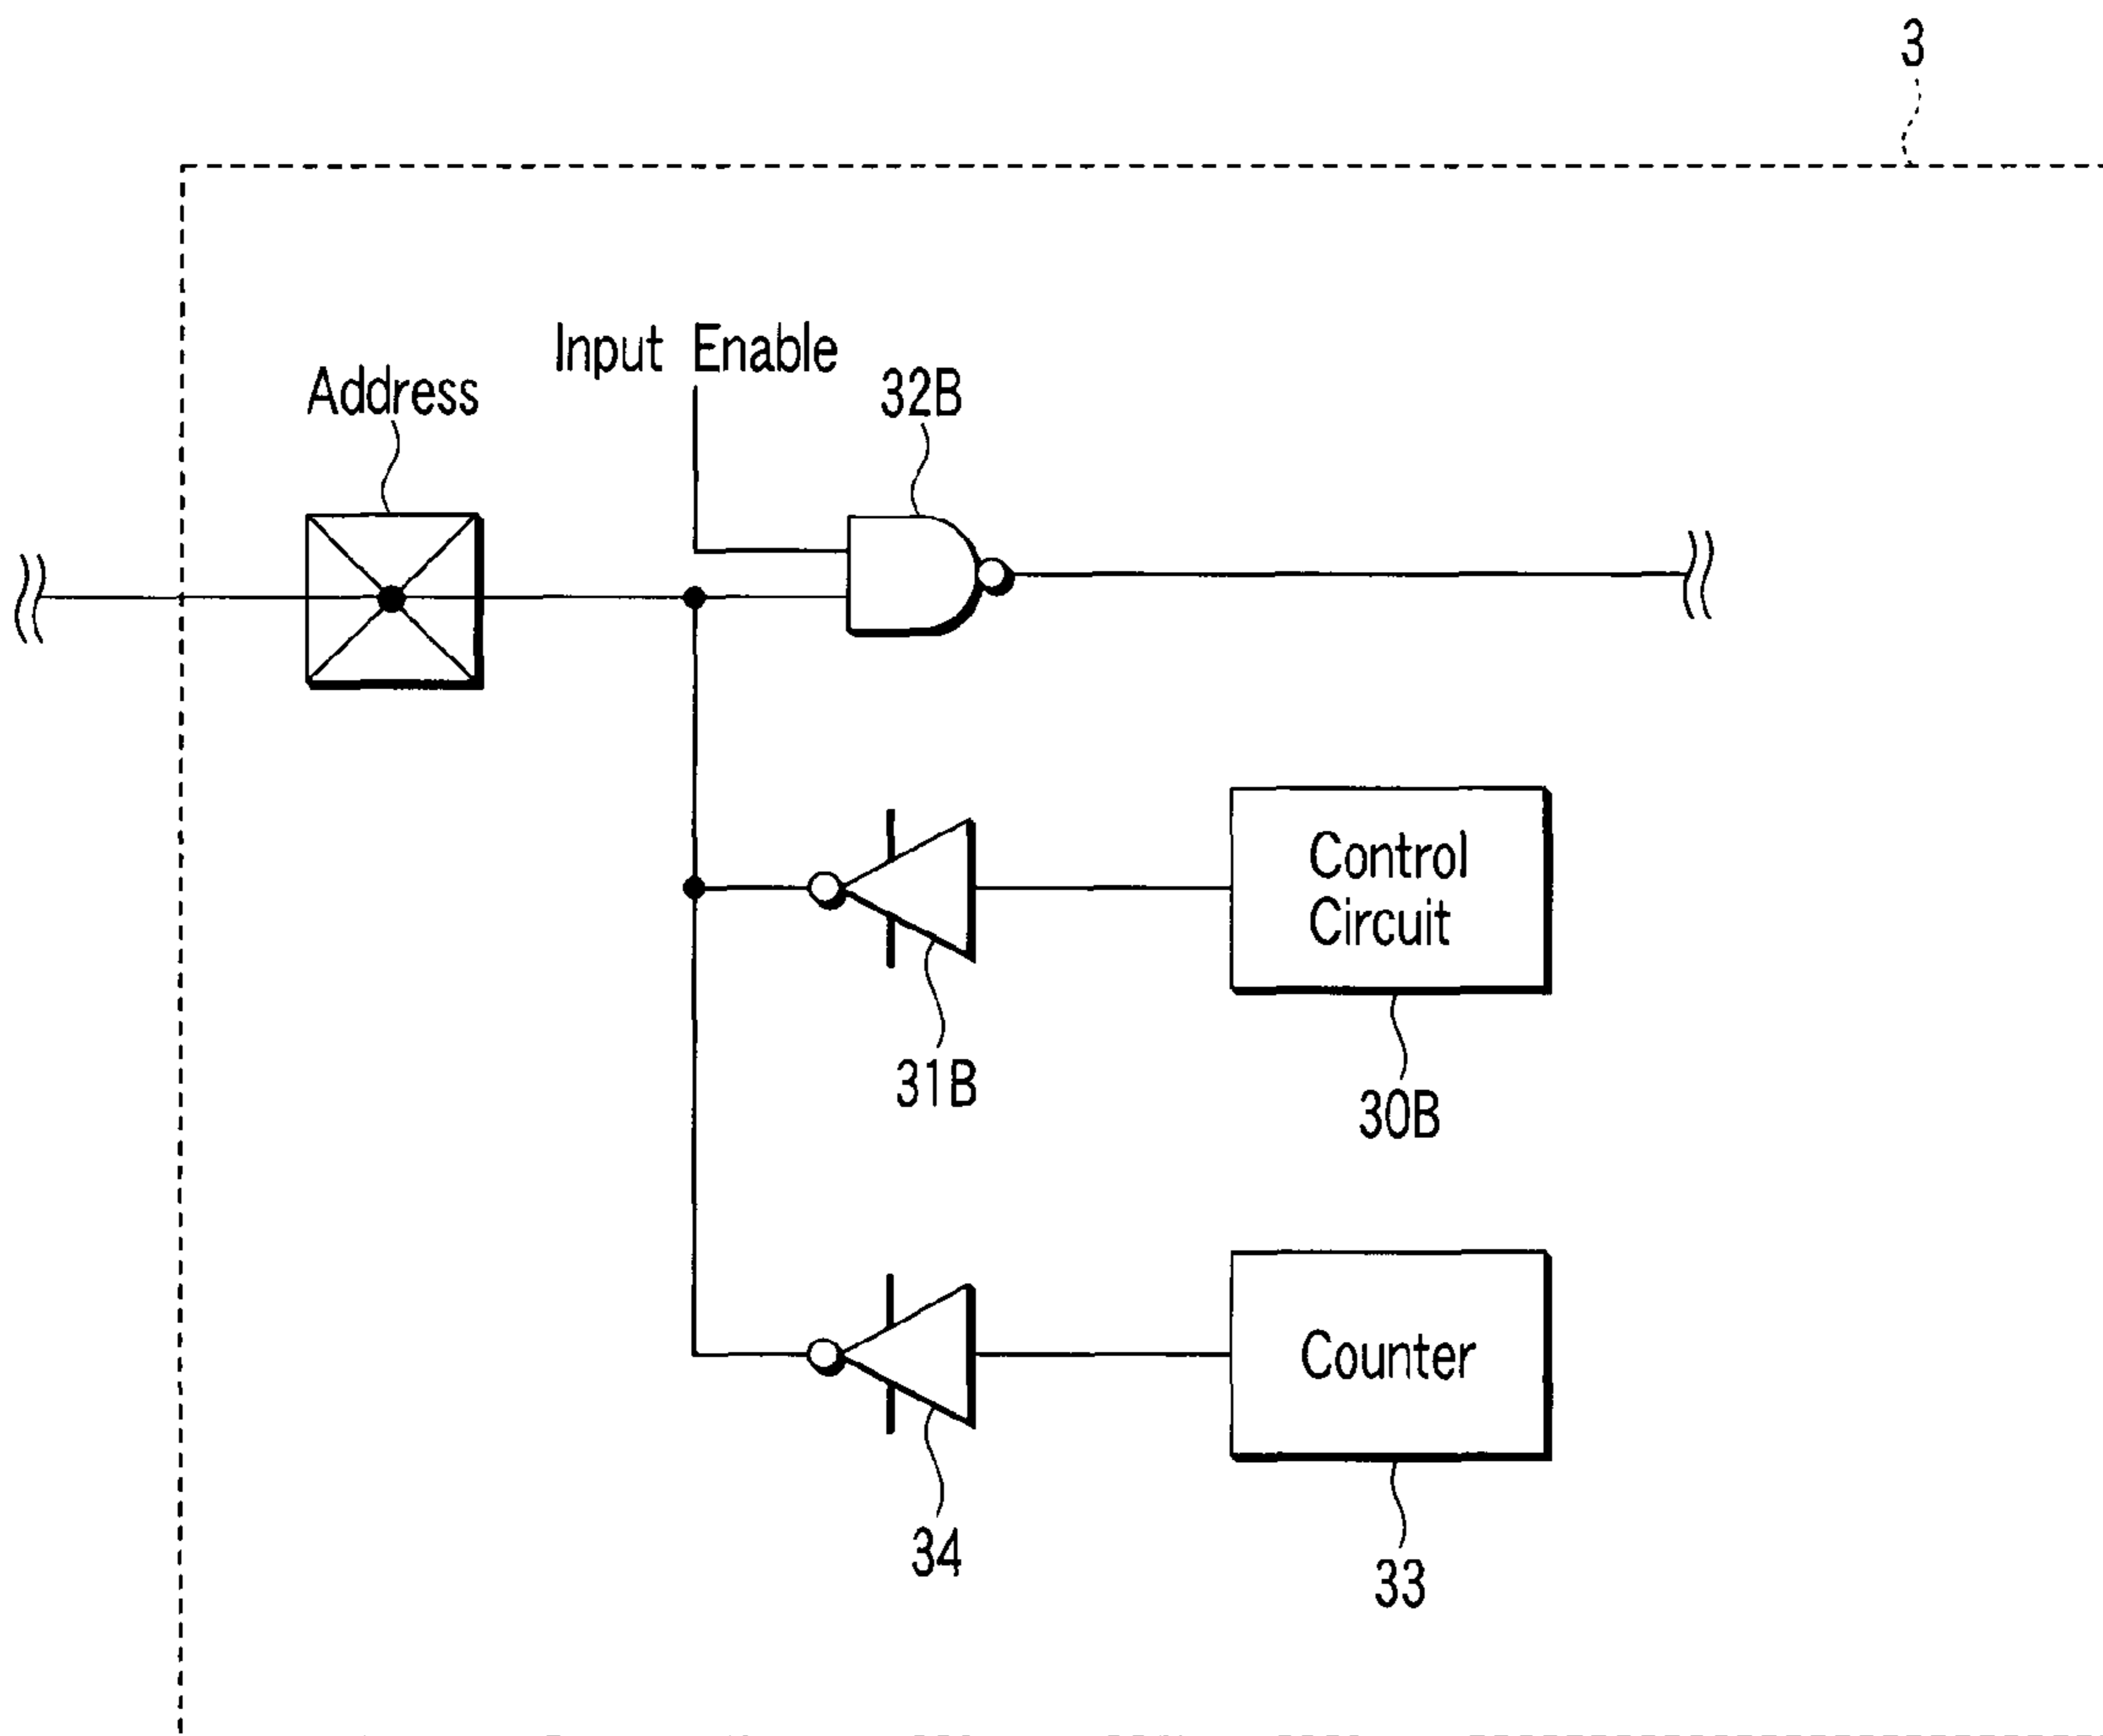 3
Input Enable
Address
32B
Control
Circuit
31B
30B
Counter
34
33